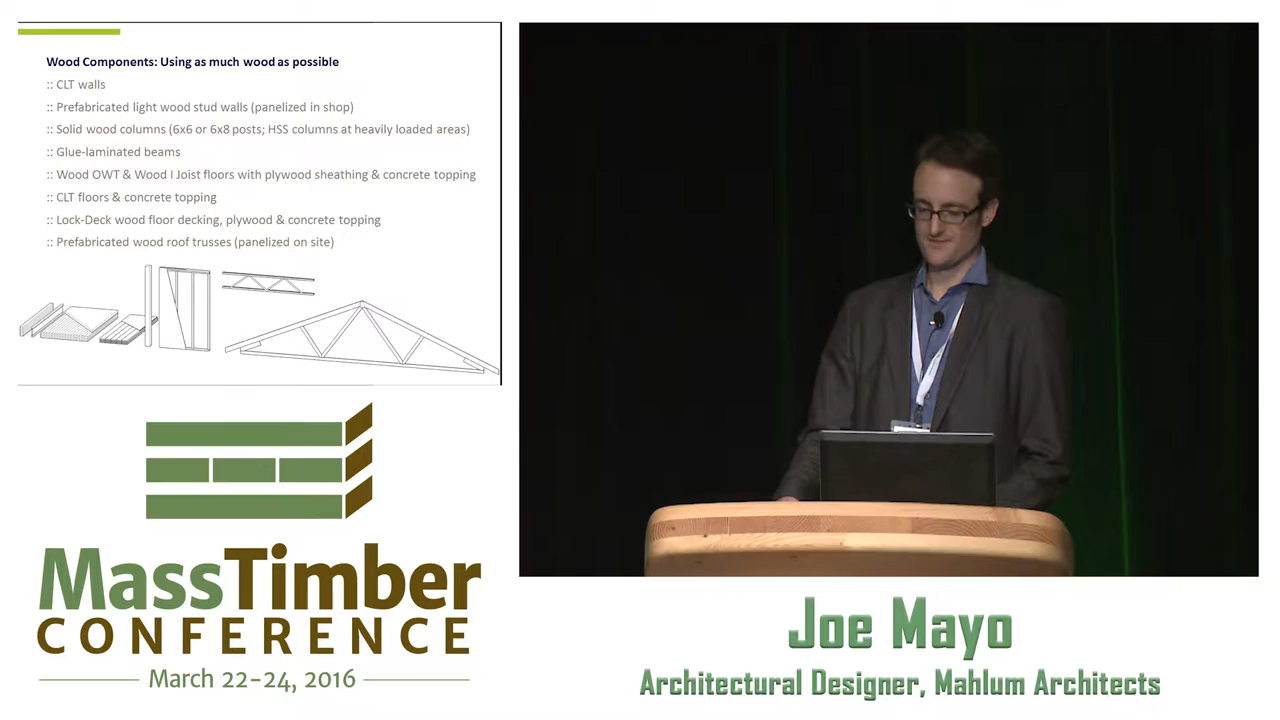 Wood Components: Using as much wood as possible
:: CLT walls
:: Prefabricated light wood stud walls (panelized in shop)
:: Solid wood columns (6x6 or 6x8 posts; HSS columns at heavily loaded areas)
:: Glue-laminated beams
:: Wood OWT & Wood I Joist floors with plywood sheathing & concrete topping
:: CLT floors & concrete topping
:: Lock-Deck wood floor decking, plywood & concrete topping
:: Prefabricated wood roof trusses (panelized on site)
MassTimber
CONFERENCE
March 22-24, 2016
Joe Mayo
Architectural Designer, Mahlum Architects